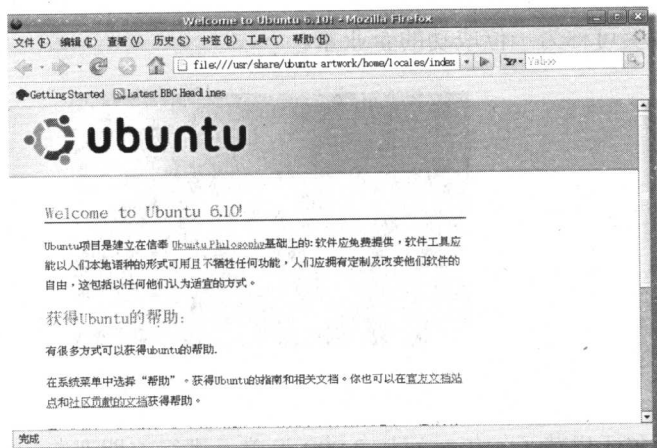 Welcome to Ubuntu 6.10! - Mozilla Firefox
文件(F) 编辑(E) 查看(V) 历史(S) 书签(B) 工具(T) 帮助(H)
file:///usr/share/ubuntu-artwork/home/locales/index Yahoo
Getting Started Latest BBC Headlines
ubuntu
Welcome to Ubuntu 6.10!
Ubuntu项目是建立在信奉 Ubuntu Philosophy基础上的: 软件应免费提供，软件工具应
能以人们本地语种的形式可用且不牺牲任何功能，人们应拥有定制及改变他们软件的
自由，这包括以任何他们认为适宜的方式。
获得Ubuntu的帮助:
有很多方式可以获得ubuntu的帮助.
在系统菜单中选择“帮助”。获得Ubuntu的指南和相关文档。你也可以在官方文档站
点和社区贡献的文档获得帮助。
完成